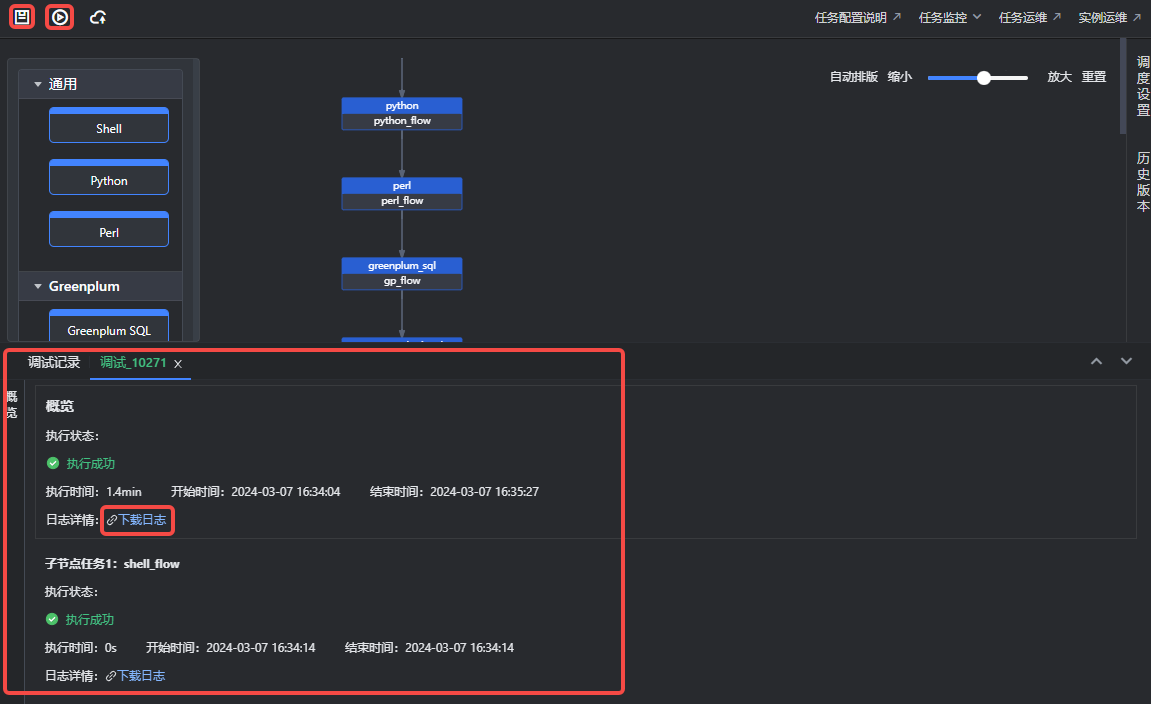 任务配置说明 任务监控 任务运维 实例运维
自动排版 缩小 放大 重置
调度设置
历史版本
通用
Shell
Python
Perl
Greenplum
Greenplum SQL
python
python_flow
perl
perl_flow
greenplum_sql
gp_flow
调试记录 调试_10271 X
概览
概览
执行状态：
执行成功
执行时间：1.4min 开始时间：2024-03-07 16:34:04 结束时间：2024-03-07 16:35:27
日志详情：下载日志
子节点任务1：shell_flow
执行状态：
执行成功
执行时间：0s 开始时间：2024-03-07 16:34:14 结束时间：2024-03-07 16:34:14
日志详情：下载日志